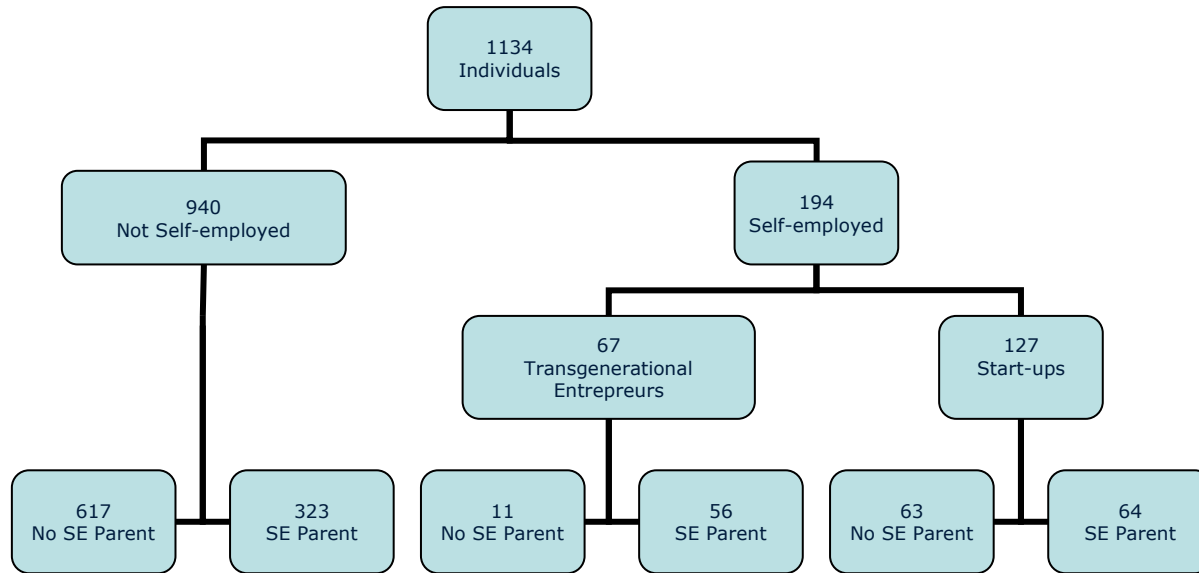 1134
Individuals
940
Not Self-employed
194
Self-employed
67
Transgenerational
Entrepreurs
127
Start-ups
617
No SE Parent
323
SE Parent
11
No SE Parent
56
SE Parent
63
No SE Parent
64
SE Parent